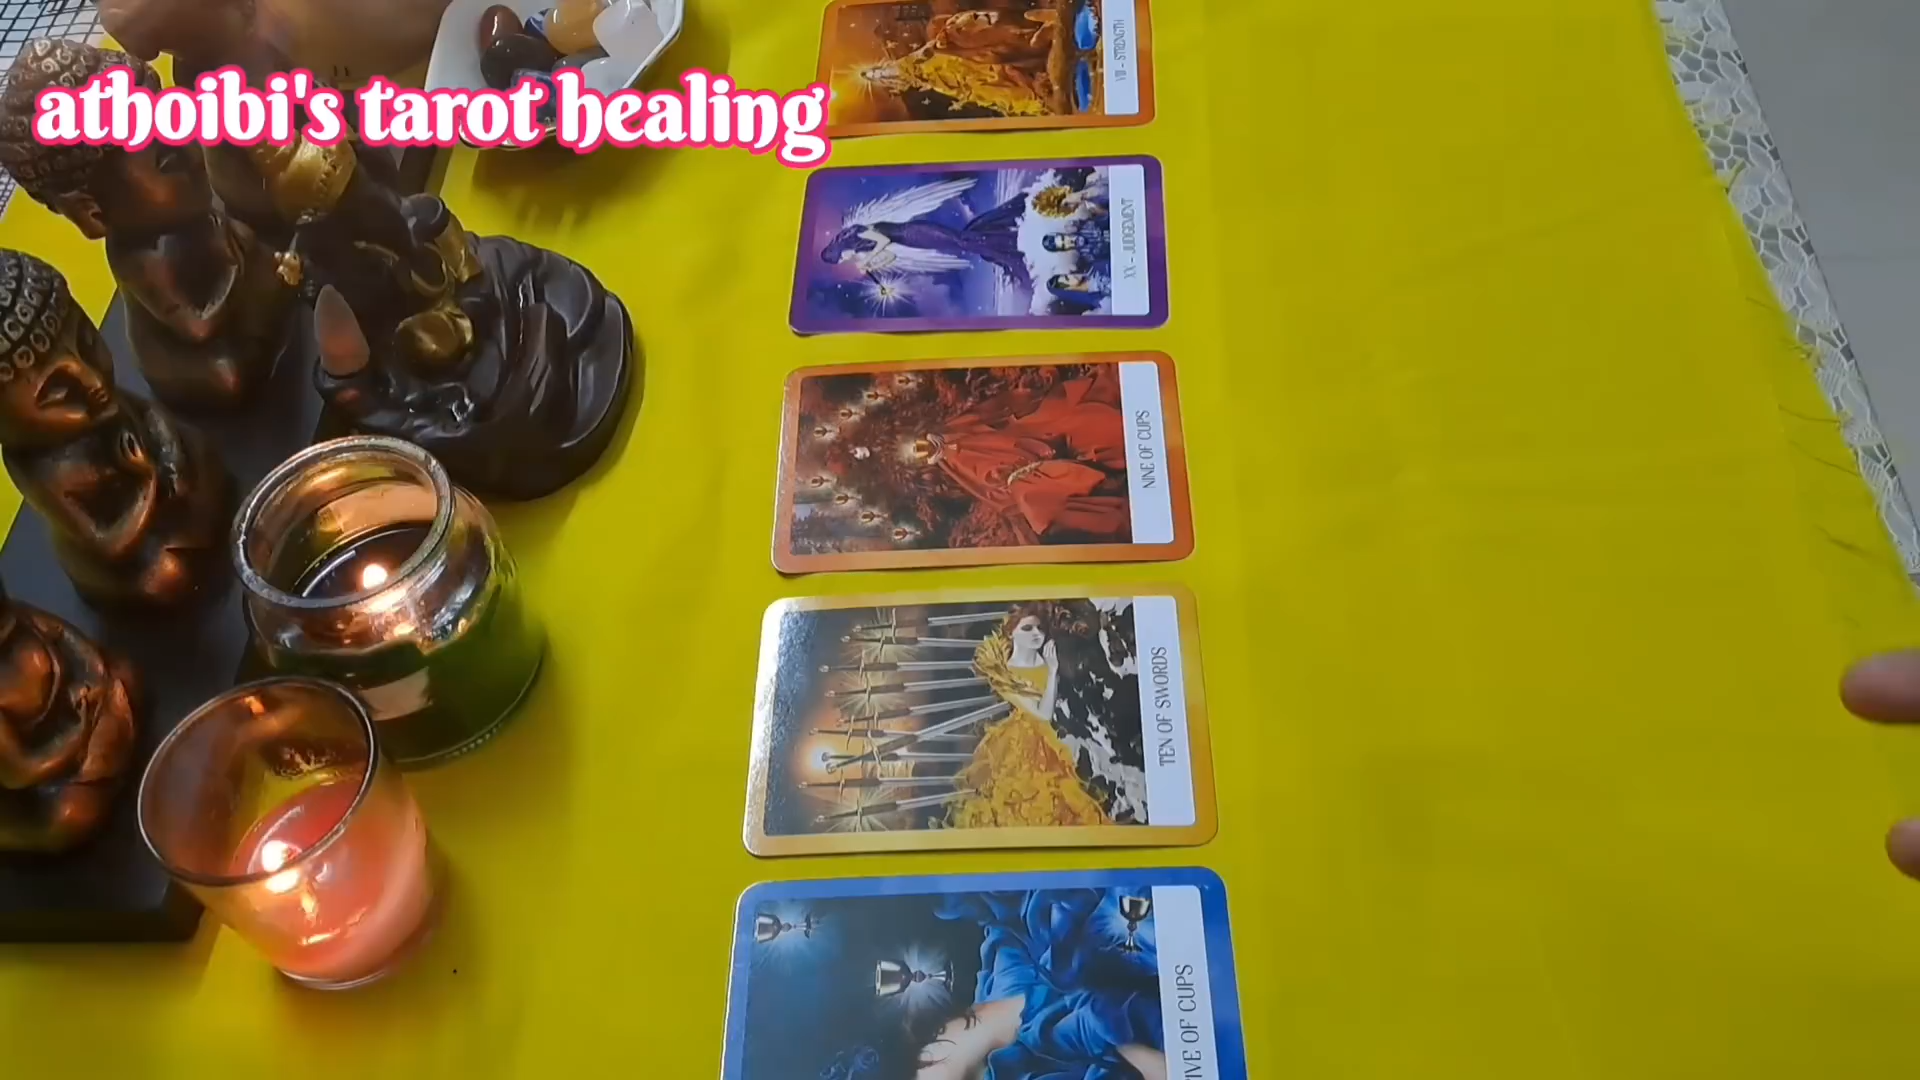 athoibi's tarot healing
VIII - STRENGTH
XX - JUDGEMENT
NINE OF CUPS
TEN OF SWORDS
IVE OF CUPS